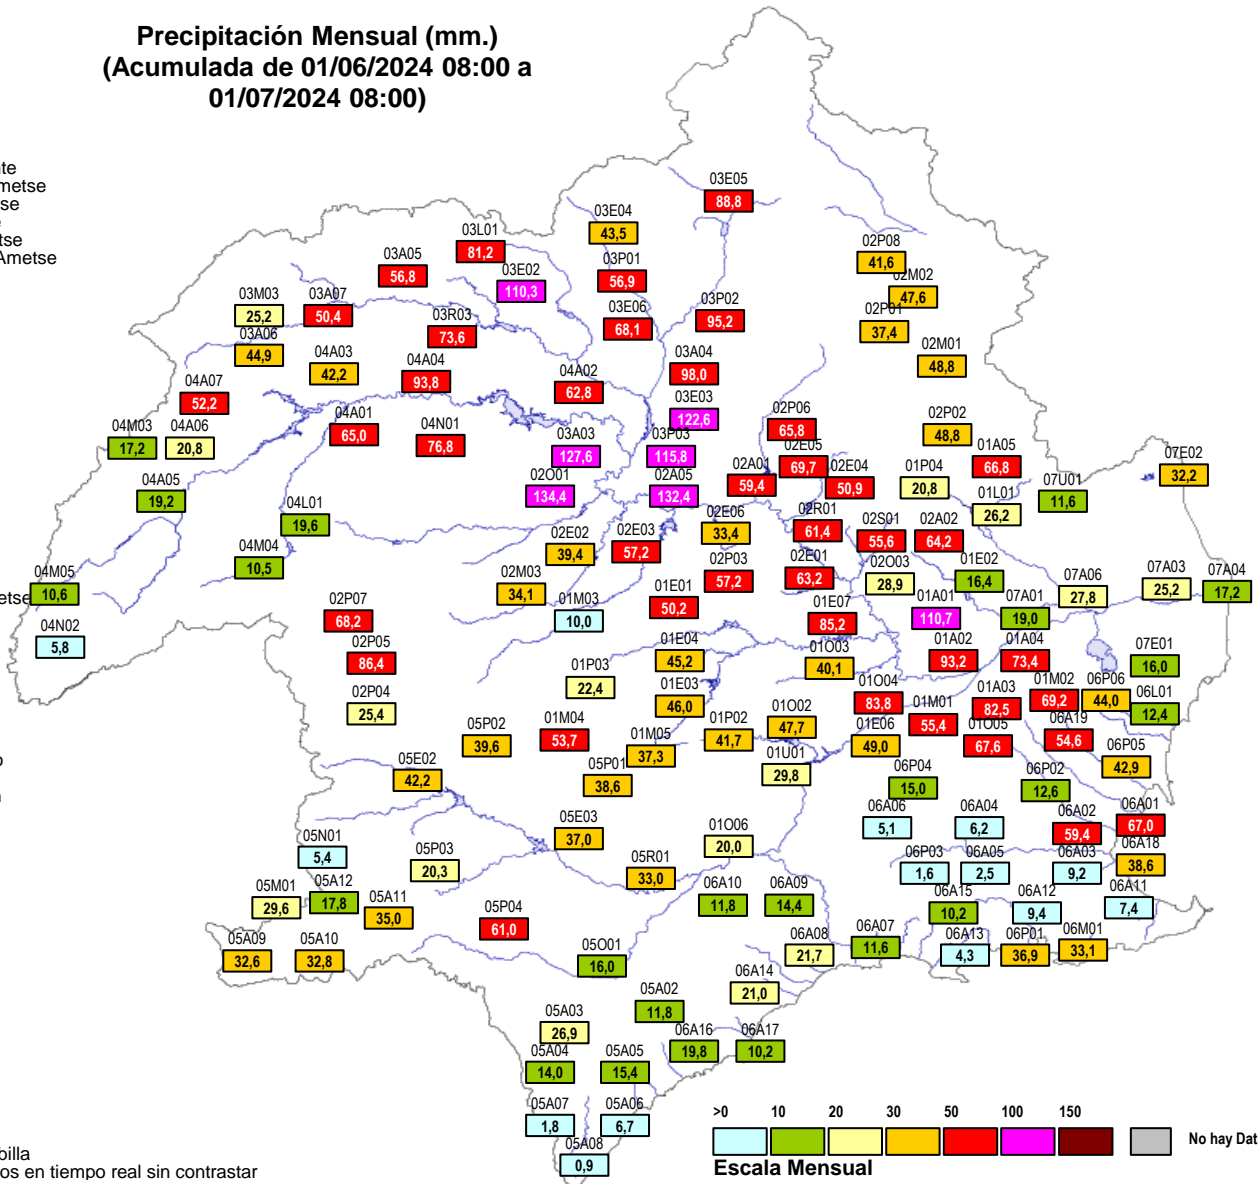 Precipitación Mensual (mm.)
(Acumulada de 01/06/2024 08:00 a
01/07/2024 08:00)
03E05
88,8
03E04
43,5
03L01
81,2
02P08
41,6
03A05
56,8
03E02
110,3
03P01
56,9
02M02
47,6
03M03
25,2
03A07
50,4
03P02
95,2
02P01
37,4
03R03
73,6
03E06
68,1
03A06
44,9
04A03
42,2
02M01
48,8
04A04
93,8
03A04
98,0
04A02
62,8
04A07
52,2
03E03
122,6
02P06
65,8
02P02
48,8
04M03
17,2
04A06
20,8
04A01
65,0
04N01
76,8
03A03
127,6
03P03
115,8
02E05
69,7
01A05
66,8
07E02
32,2
02A01
59,4
02E04
50,9
01P04
20,8
07U01
11,6
04A05
19,2
02O01
134,4
02A05
132,4
01L01
26,2
04L01
19,6
02E06
33,4
02R01
61,4
02S01
55,6
02A02
64,2
02E02
39,4
02E03
57,2
04M04
10,5
02P03
57,2
02E01
63,2
02O03
28,9
01E02
16,4
07A03
25,2
07A04
17,2
04M05
10,6
02M03
34,1
07A06
27,8
01M03
10,0
01E01
50,2
01A01
110,7
07A01
19,0
02P07
68,2
01E07
85,2
04N02
5,8
02P05
86,4
01E04
45,2
01O03
40,1
01A02
93,2
01A04
73,4
07E01
16,0
01P03
22,4
02P04
25,4
01E03
46,0
01O04
83,8
01M02
69,2
06P06
44,0
06L01
12,4
01A03
82,5
01O02
47,7
01M01
55,4
05P02
39,6
01M04
53,7
01P02
41,7
01E06
49,0
01O05
67,6
06A19
54,6
01M05
37,3
06P05
42,9
05E02
42,2
05P01
38,6
01U01
29,8
06P04
15,0
06P02
12,6
05E03
37,0
06A06
5,1
06A04
6,2
06A02
59,4
06A01
67,0
05N01
5,4
01O06
20,0
06A18
38,6
05P03
20,3
05R01
33,0
06P03
1,6
06A05
2,5
06A03
9,2
05M01
29,6
05A12
17,8
05A11
35,0
06A10
11,8
06A09
14,4
06A15
10,2
06A12
9,4
06A11
7,4
05P04
61,0
05A09
32,6
05A10
32,8
05O01
16,0
06A08
21,7
06A07
11,6
06A13
4,3
06P01
36,9
06M01
33,1
06A14
21,0
05A02
11,8
05A03
26,9
06A16
19,8
06A17
10,2
05A04
14,0
05A05
15,4
05A07
1,8
05A06
6,7
05A08
0,9
>0 10 20 30 50 100 150
No hay Dat
Escala Mensual
billa
os en tiempo real sin contrastar